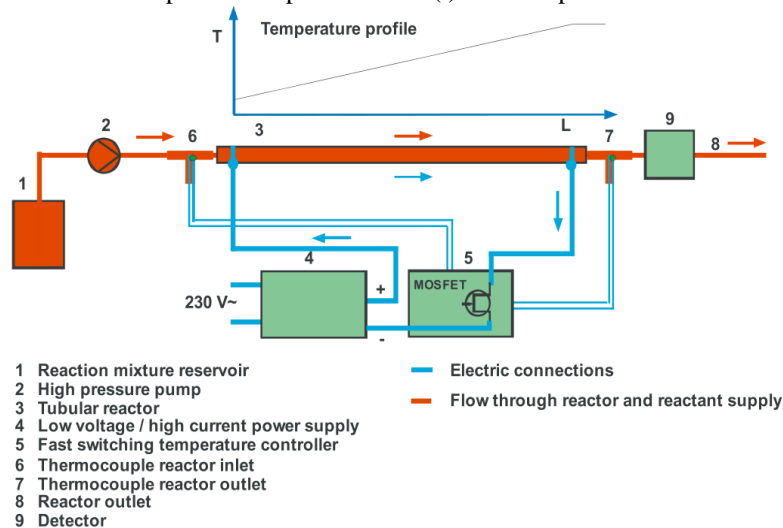 T
Temperature profile
2
6
3
L
7
9
8
1
4
5
MOSFET
230 V~
+
-
1 Reaction mixture reservoir
2 High pressure pump
3 Tubular reactor
4 Low voltage / high current power supply
5 Fast switching temperature controller
6 Thermocouple reactor inlet
7 Thermocouple reactor outlet
8 Reactor outlet
9 Detector
Electric connections
Flow through reactor and reactant supply